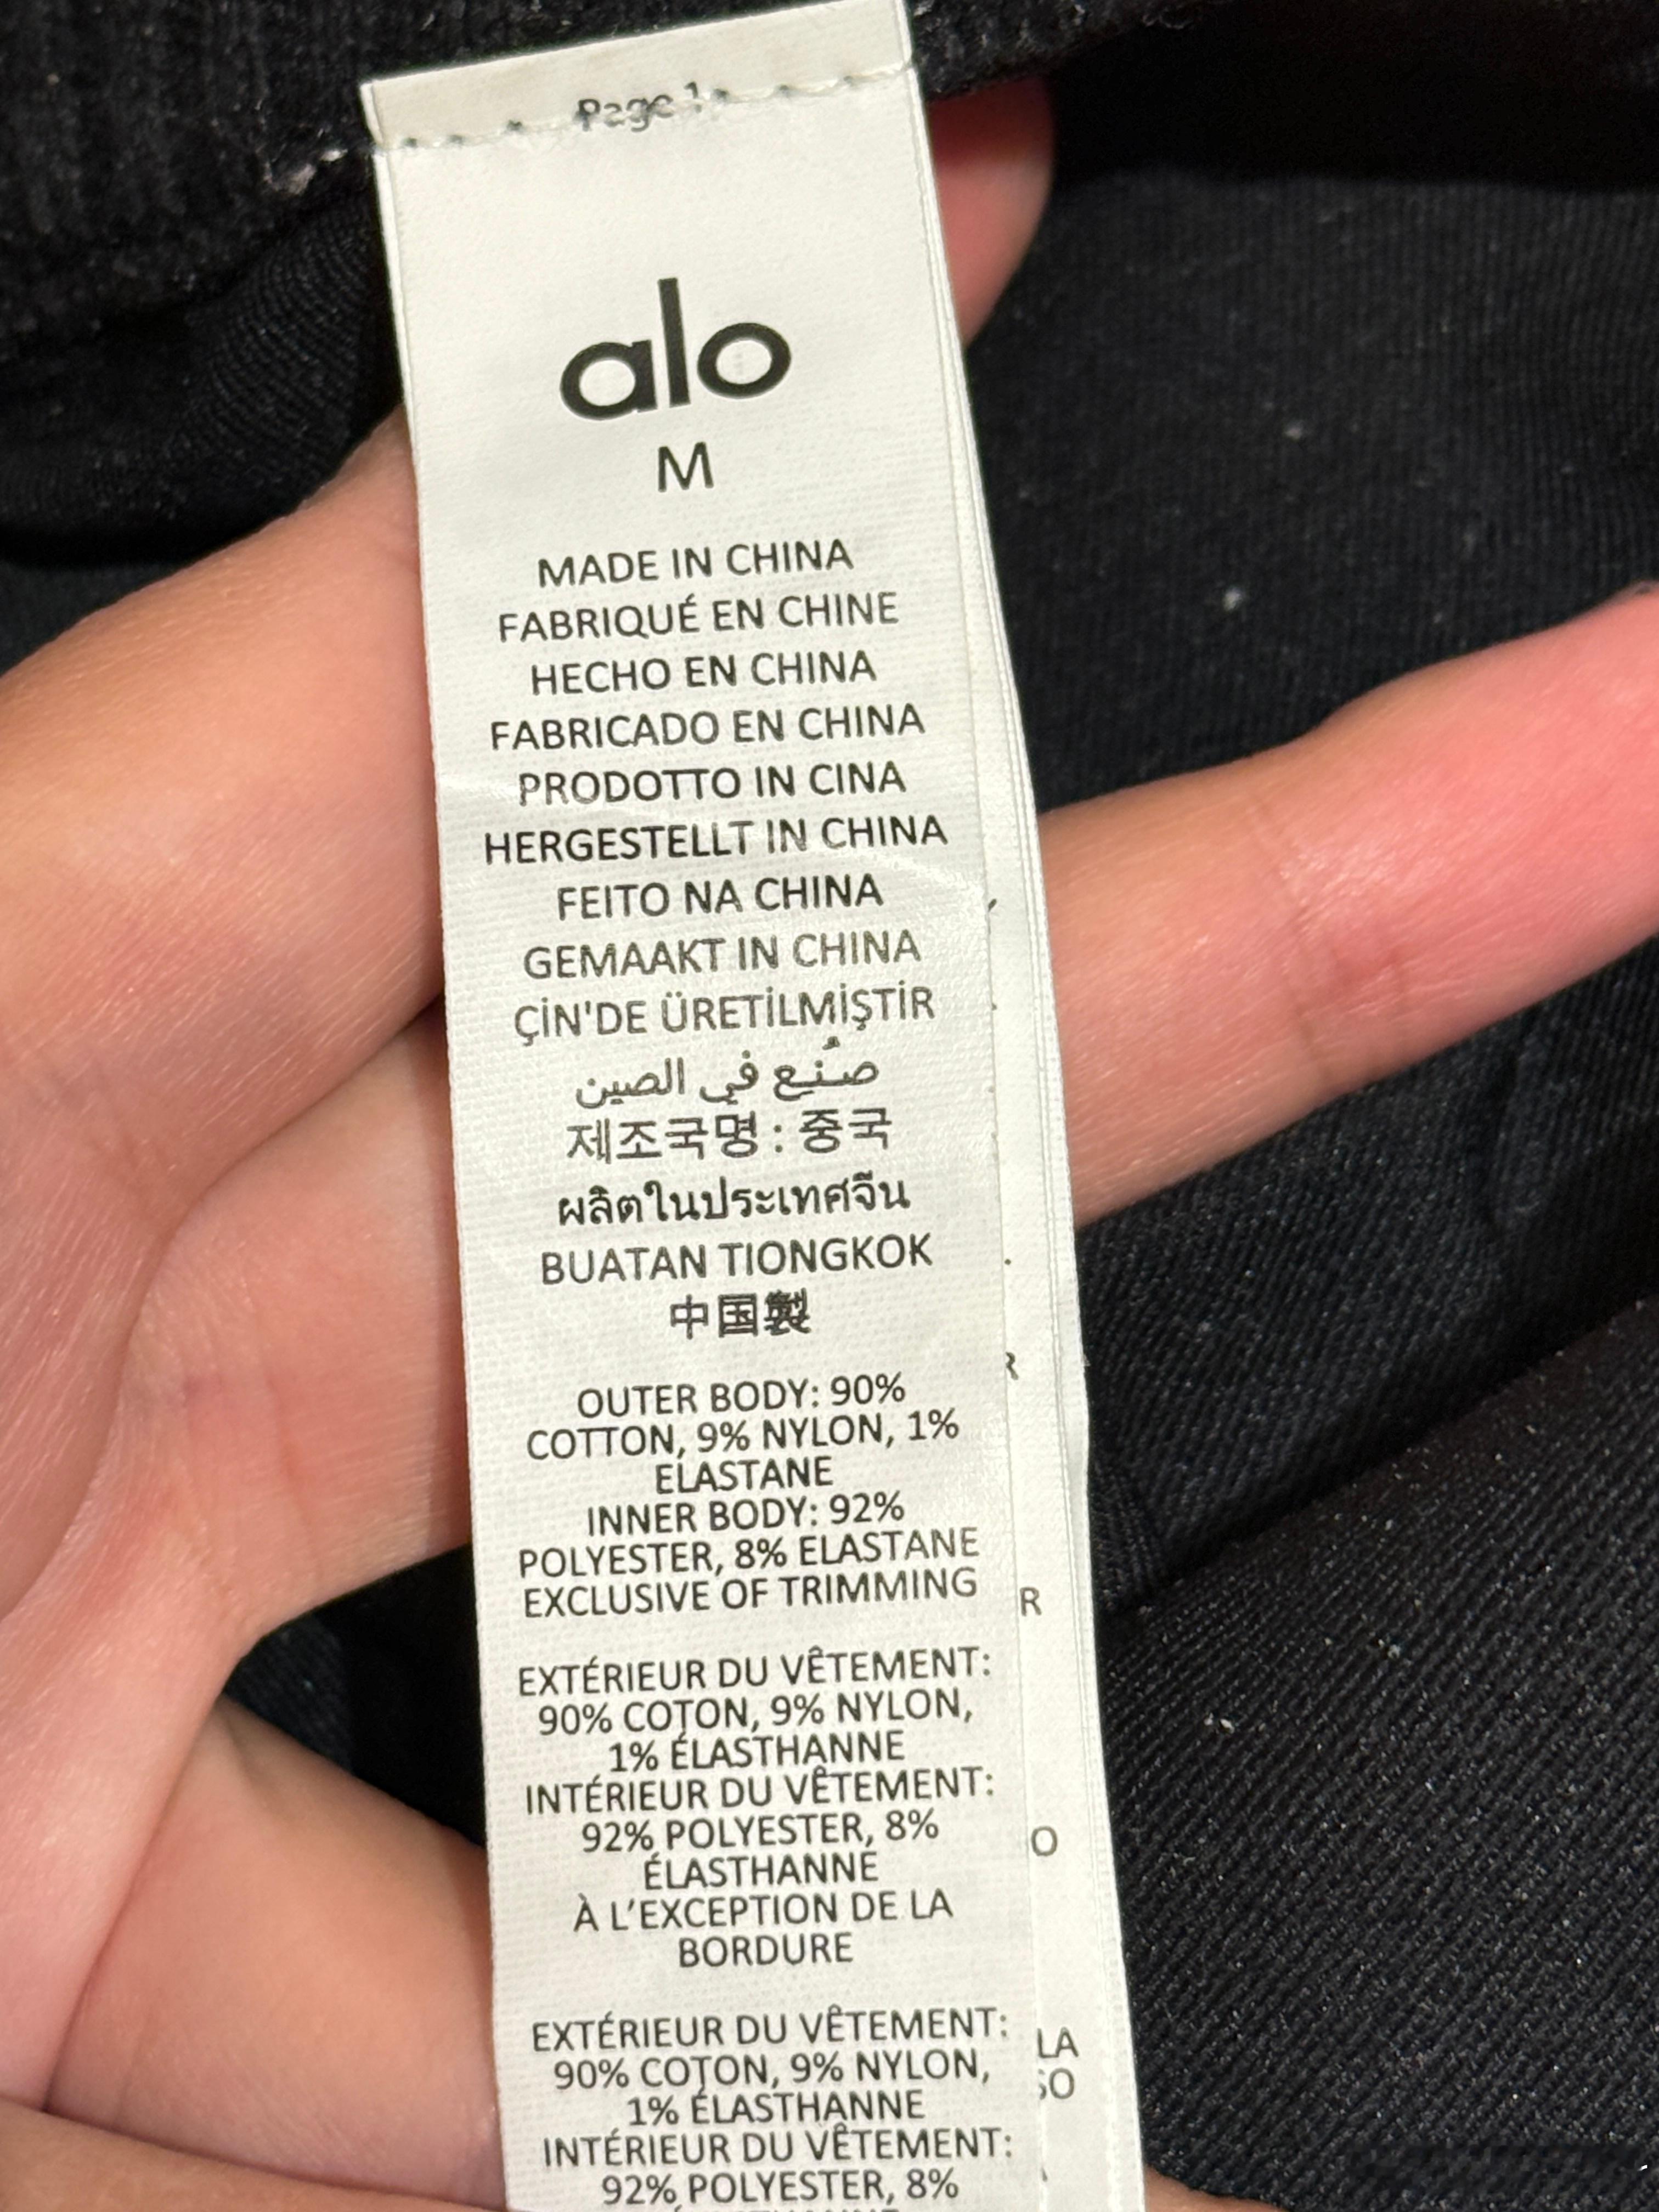 Page 1
alo
M
MADE IN CHINA
FABRIQUÉ EN CHINE
HECHO EN CHINA
FABRICADO EN CHINA
PRODOTTO IN CINA
HERGESTELLT IN CHINA
FEITO NA CHINA
GEMAAKT IN CHINA
ÇİN'DE ÜRETİLMİŞTİR
صُنع في الصين
제조국명 : 중국
ผลิตในประเทศจีน
BUATAN TIONGKOK
中国製
OUTER BODY: 90%
COTTON, 9% NYLON, 1%
ELASTANE
INNER BODY: 92%
POLYESTER, 8% ELASTANE
EXCLUSIVE OF TRIMMING
EXTÉRIEUR DU VÊTEMENT:
90% COTON, 9% NYLON,
1% ÉLASTHANNE
INTÉRIEUR DU VÊTEMENT:
92% POLYESTER, 8%
ÉLASTHANNE
À L'EXCEPTION DE LA
BORDURE
EXTÉRIEUR DU VÊTEMENT:
90% COTON, 9% NYLON,
1% ÉLASTHANNE
INTÉRIEUR DU VÊTEMENT:
92% POLYESTER, 8%